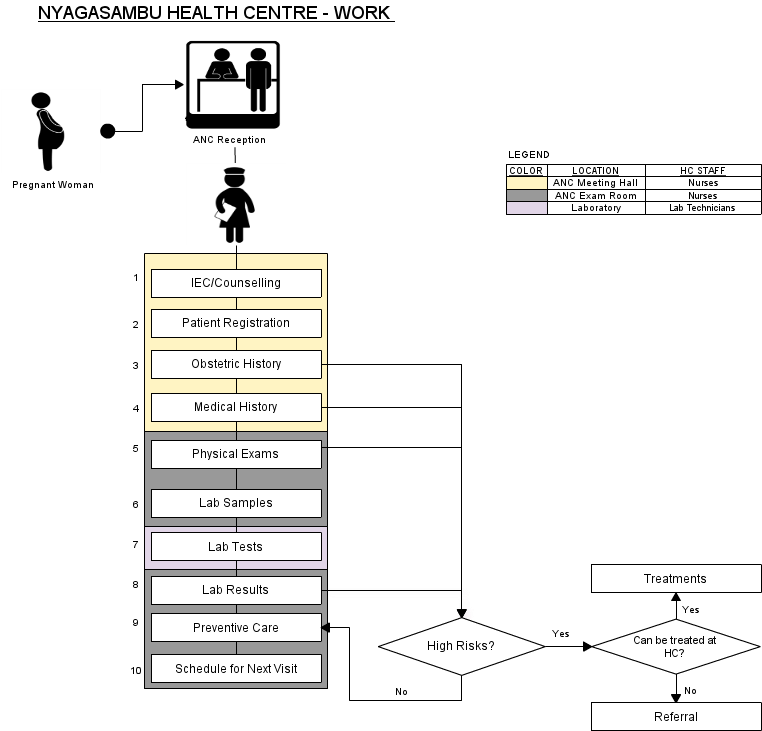 NYAGASAMBU HEALTH CENTRE - WORK
ANC Reception
Pregnant Woman
LEGEND
COLOR LOCATION HC STAFF
ANC Meeting Hall Nurses
ANC Exam Room Nurses
Laboratory Lab Technicians
1 IEC/Counselling
2 Patient Registration
3 Obstetric History
4 Medical History
5 Physical Exams
6 Lab Samples
7 Lab Tests
8 Lab Results
9 Preventive Care
10 Schedule for Next Visit
High Risks?
Yes
No
Treatments
Yes
Can be treated at
HC?
No
Referral